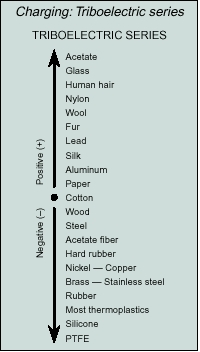 Charging: Triboelectric series
TRIBOELECTRIC SERIES
Acetate
Glass
Human hair
Nylon
Wool
Fur
Lead
Silk
Aluminum
Paper
Cotton
Wood
Steel
Acetate fiber
Hard rubber
Nickel — Copper
Brass — Stainless steel
Rubber
Most thermoplastics
Silicone
PTFE
Positive (+)
Negative (–)